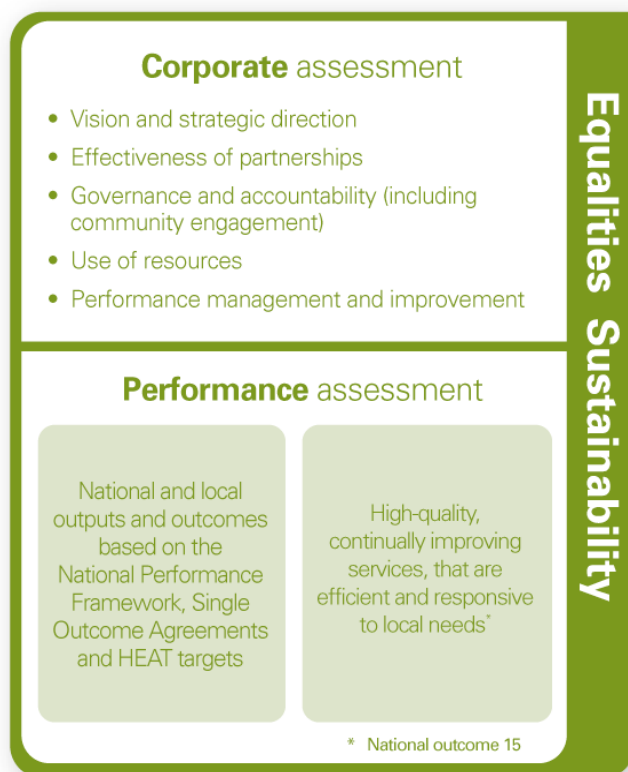 Corporate assessment
• Vision and strategic direction
• Effectiveness of partnerships
• Governance and accountability (including
community engagement)
• Use of resources
• Performance management and improvement
Performance assessment
National and local
outputs and outcomes
based on the
National Performance
Framework, Single
Outcome Agreements
and HEAT targets
High-quality,
continually improving
services, that are
efficient and responsive
to local needs*
* National outcome 15
Equalities Sustainability